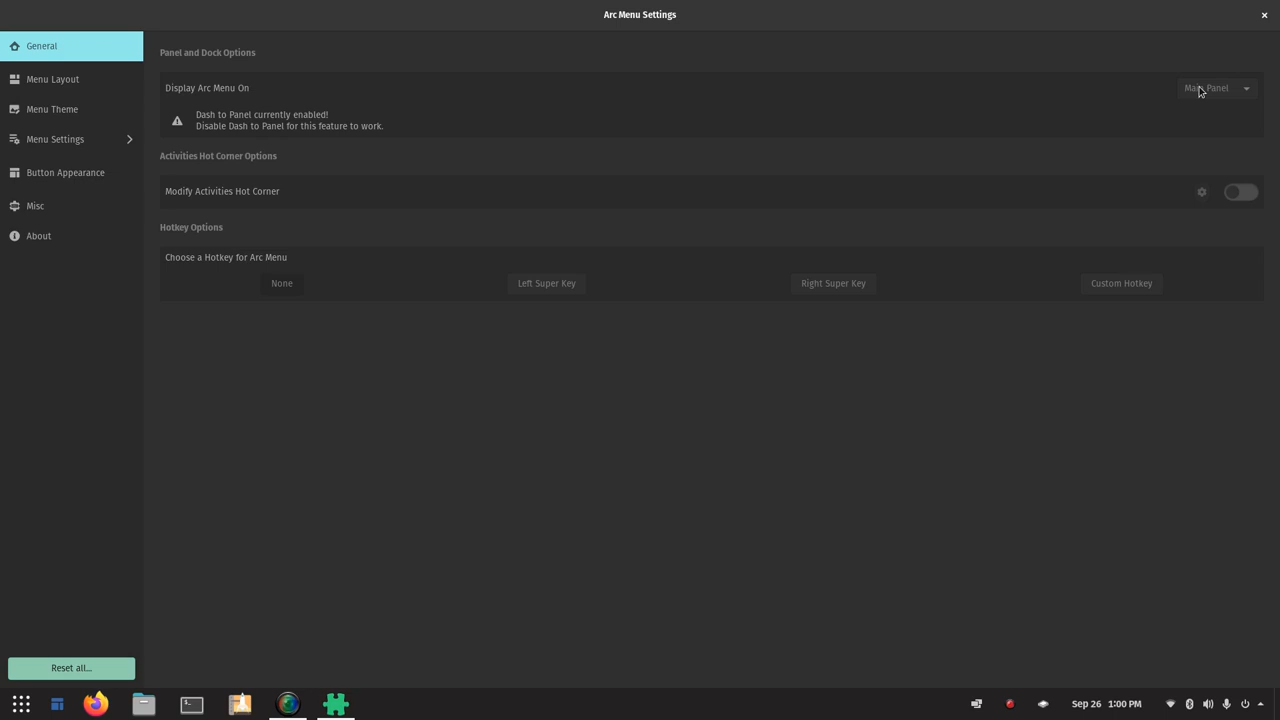 Arc Menu Settings
General
Menu Layout
Menu Theme
Menu Settings
Button Appearance
Misc
About
Reset all...
Panel and Dock Options
Display Arc Menu On
Main Panel
Dash to Panel currently enabled!
Disable Dash to Panel for this feature to work.
Activities Hot Corner Options
Modify Activities Hot Corner
Hotkey Options
Choose a Hotkey for Arc Menu
None
Left Super Key
Right Super Key
Custom Hotkey
Sep 26 1:00 PM